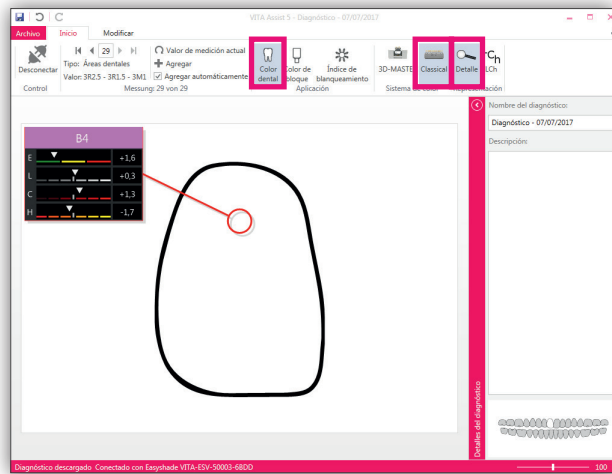 VITA Assist 5 - Diagnóstico - 07/07/2017
Archivo Inicio Modificar
Desconectar
Control
29
Tipo: Áreas dentales
Valor: 3R2.5 - 3R1.5 - 3M1
Valor de medición actual
Agregar
Agregar automáticamente
Messung: 29 von 29
Color dental
Color de bloque
Índice de blanqueamiento
Aplicación
3D-MASTER
Classical
Sistema de color
Detalle
LCh
Representación
B4
E +1,6
L +0,3
C +1,3
H -1,7
Nombre del diagnóstico:
Diagnóstico - 07/07/2017
Descripción:
Detalles del diagnóstico
Diagnóstico descargado Conectado con Easyshade VITA-ESV-50003-68DD
100